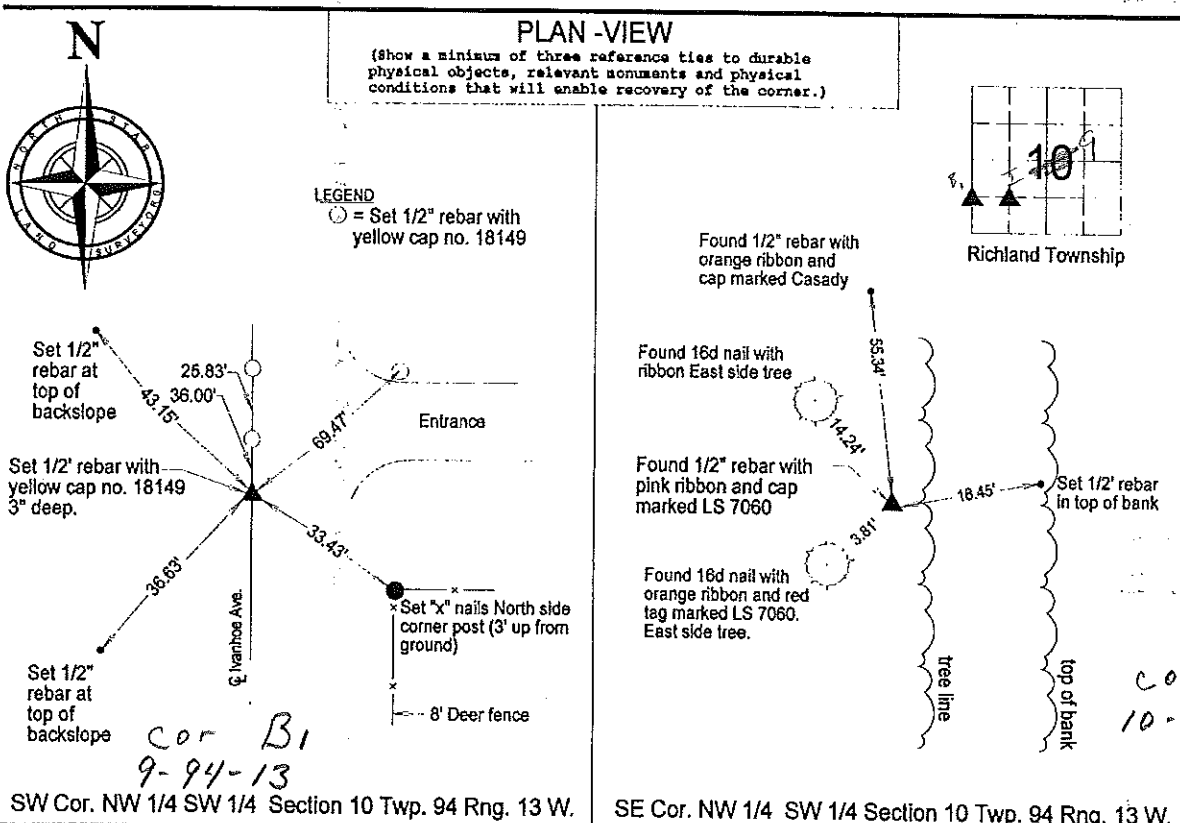 PLAN -VIEW
(Show a minimum of three reference ties to durable
physical objects, relevant monuments and physical
conditions that will enable recovery of the corner.)
N
NORTH STAR
LAND SURVEYORS
LEGEND
= Set 1/2" rebar with
yellow cap no. 18149
Set 1/2"
rebar at
top of
backslope
43.15'
25.83'
36.00'
69.47'
Entrance
Set 1/2' rebar with
yellow cap no. 18149
3" deep.
36.63'
33.43'
Set "x" nails North side
corner post (3' up from
ground)
℄ Ivanhoe Ave.
8' Deer fence
Set 1/2"
rebar at
top of
backslope
Cor B1
9-94-13
SW Cor. NW 1/4 SW 1/4 Section 10 Twp. 94 Rng. 13 W.
10
B1
Richland Township
Found 1/2" rebar with
orange ribbon and
cap marked Casady
55.34'
Found 16d nail with
ribbon East side tree
14.24'
Found 1/2" rebar with
pink ribbon and cap
marked LS 7060
18.45'
Set 1/2' rebar
in top of bank
3.81'
Found 16d nail with
orange ribbon and red
tag marked LS 7060.
East side tree.
tree line
top of bank
co
10-
SE Cor. NW 1/4 SW 1/4 Section 10 Twp. 94 Rng. 13 W.